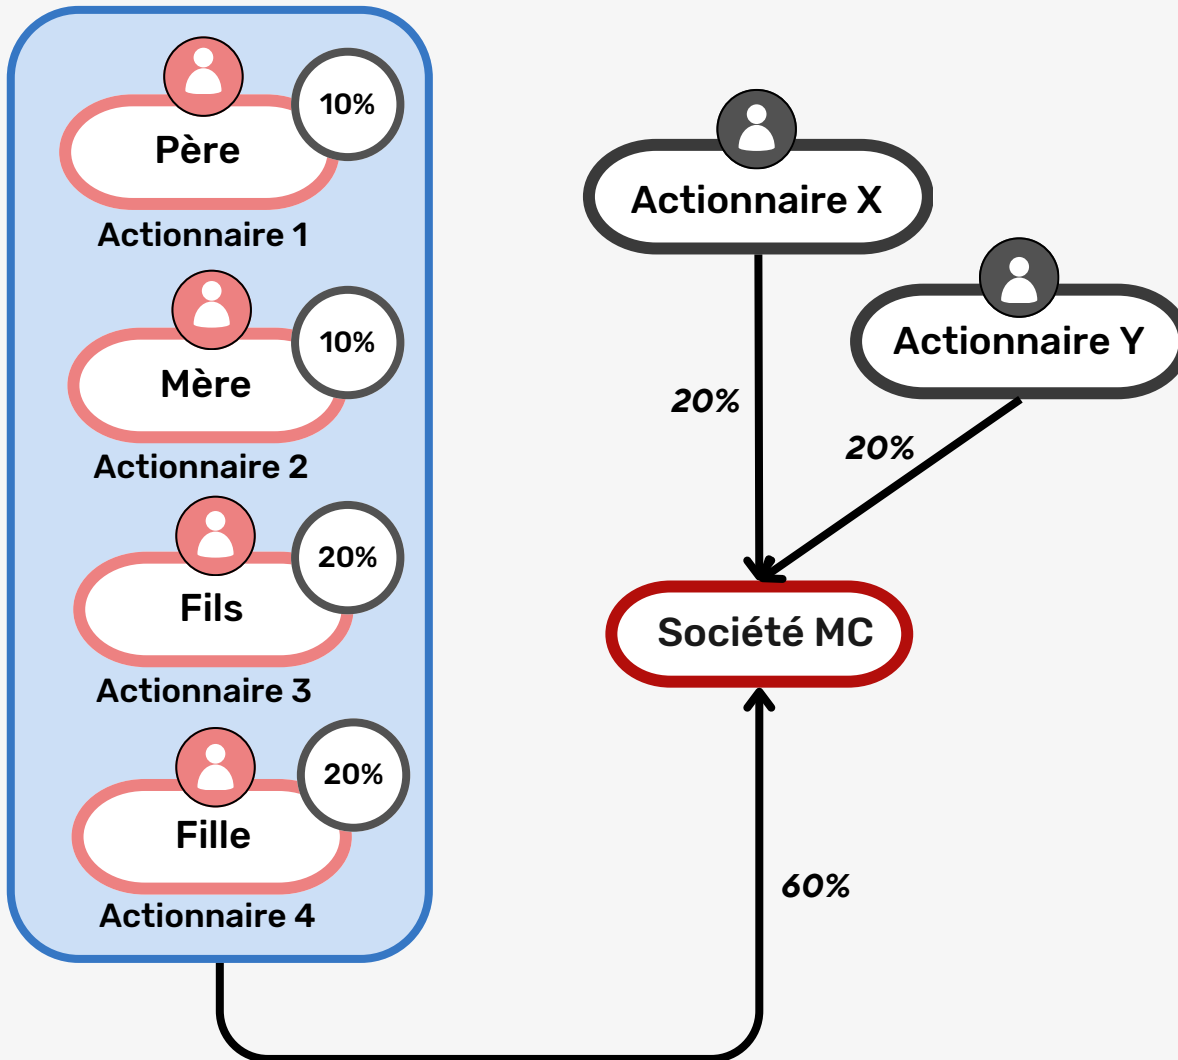 10%
Père
Actionnaire 1
10%
Mère
Actionnaire 2
20%
Fils
Actionnaire 3
20%
Fille
Actionnaire 4
Actionnaire X
Actionnaire Y
20%
20%
Société MC
60%